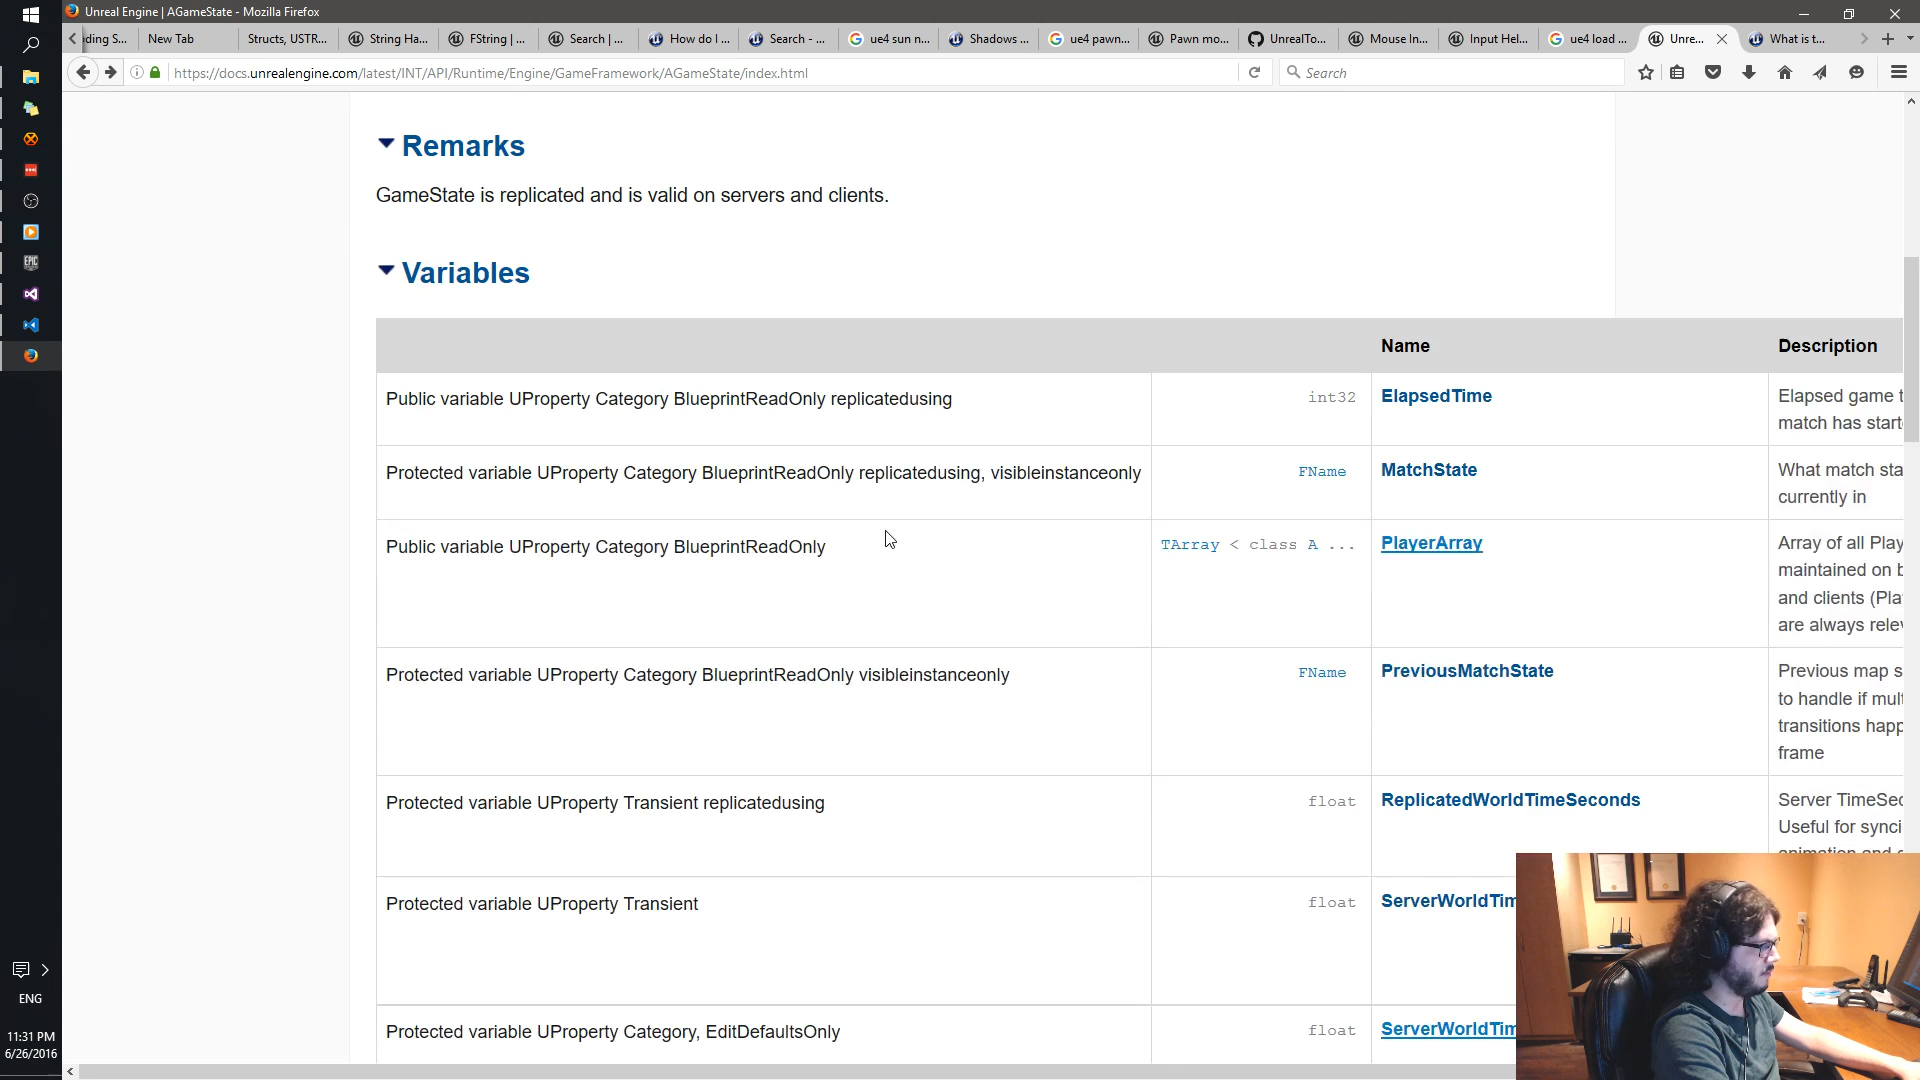 Unreal Engine | AGameState - Mozilla Firefox
ding S...
New Tab
Structs, USTR...
String Ha...
FString | ...
Search | ...
How do I ...
Search - ...
ue4 sun n...
Shadows ...
ue4 pawn...
Pawn mo...
UnrealTo...
Mouse In...
Input Hel...
ue4 load ...
Unre...
What is t...
https://docs.unrealengine.com/latest/INT/API/Runtime/Engine/GameFramework/AGameState/index.html
Search
Remarks
GameState is replicated and is valid on servers and clients.
Variables
Name Description
Public variable UProperty Category BlueprintReadOnly replicatedusing int32 ElapsedTime Elapsed game t
match has start
Protected variable UProperty Category BlueprintReadOnly replicatedusing, visibleinstanceonly FName MatchState What match sta
currently in
Public variable UProperty Category BlueprintReadOnly TArray < class A ... PlayerArray Array of all Play
maintained on b
and clients (Pla
are always relev
Protected variable UProperty Category BlueprintReadOnly visibleinstanceonly FName PreviousMatchState Previous map s
to handle if mult
transitions happ
frame
Protected variable UProperty Transient replicatedusing float ReplicatedWorldTimeSeconds Server TimeSec
Useful for synci
Protected variable UProperty Transient float ServerWorldTim
Protected variable UProperty Category, EditDefaultsOnly float ServerWorldTim
EPIC
ENG
11:31 PM
6/26/2016